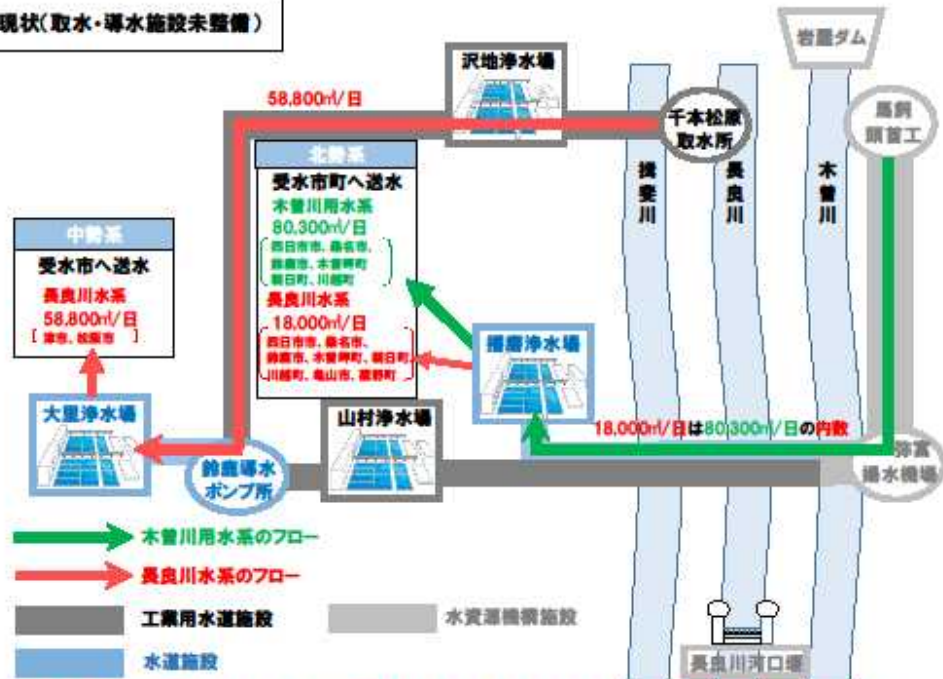 現状(取水・導水施設未整備)
岩屋ダム
沢地浄水場
58,800㎥/日
千本松原
取水所
馬飼
頭首工
揖斐川
長良川
木曽川
北勢系
受水市町へ送水
木曽川用水系
80,300㎥/日
四日市市、桑名市、
鈴鹿市、木曽岬町
朝日町、川越町
長良川水系
18,000㎥/日
四日市市、桑名市、
鈴鹿市、木曽岬町、朝日町、
川越町、亀山市、菰野町
中勢系
受水市へ送水
長良川水系
58,800㎥/日
[ 津市、松阪市 ]
播磨浄水場
大里浄水場
山村浄水場
18,000㎥/日は80,300㎥/日の内数
鈴鹿導水
ポンプ所
弥富
揚水機場
木曽川用水系のフロー
長良川水系のフロー
工業用水道施設
水資源機構施設
水道施設
長良川河口堰